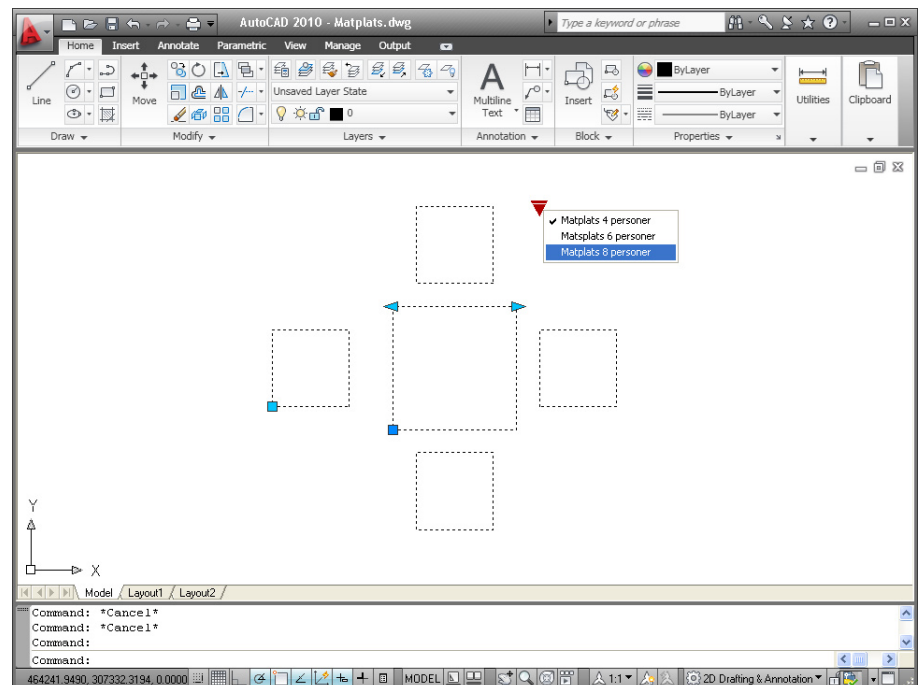 AutoCAD 2010 - Matplats.dwg
Type a keyword or phrase
Home Insert Annotate Parametric View Manage Output
Line
Move
Unsaved Layer State
0
Multiline
Text
Insert
ByLayer
ByLayer
ByLayer
Utilities
Clipboard
Draw
Modify
Layers
Annotation
Block
Properties
Matplats 4 personer
Matsplats 6 personer
Matplats 8 personer
Y
X
Model Layout1 Layout2
Command: *Cancel*
Command: *Cancel*
Command:
Command:
464241.9490, 307332.3194, 0.0000
MODEL
1:1
2D Drafting & Annotation